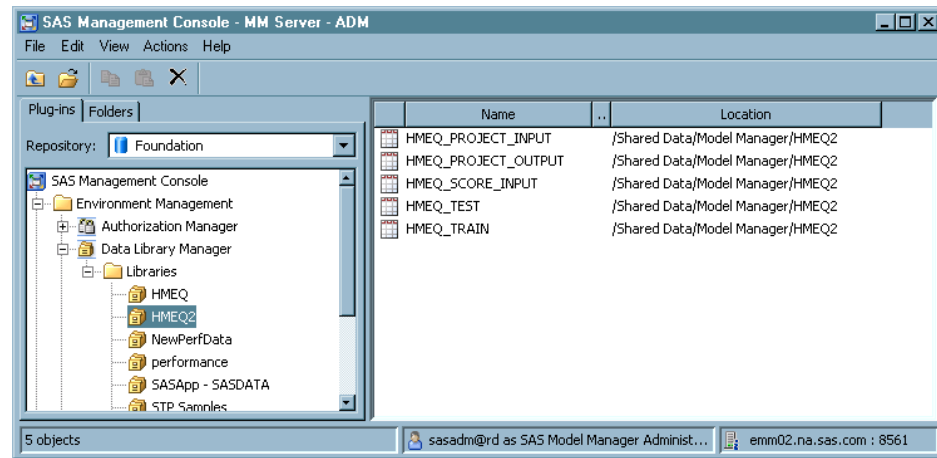 SAS Management Console - MM Server - ADM
File Edit View Actions Help
Plug-ins Folders
Name .. Location
Repository: Foundation
HMEQ_PROJECT_INPUT /Shared Data/Model Manager/HMEQ2
HMEQ_PROJECT_OUTPUT /Shared Data/Model Manager/HMEQ2
HMEQ_SCORE_INPUT /Shared Data/Model Manager/HMEQ2
HMEQ_TEST /Shared Data/Model Manager/HMEQ2
HMEQ_TRAIN /Shared Data/Model Manager/HMEQ2
SAS Management Console
Environment Management
Authorization Manager
Data Library Manager
Libraries
HMEQ
HMEQ2
NewPerfData
performance
SASApp - SASDATA
STP Samples
5 objects sasadm@rd as SAS Model Manager Administ... emm02.na.sas.com : 8561